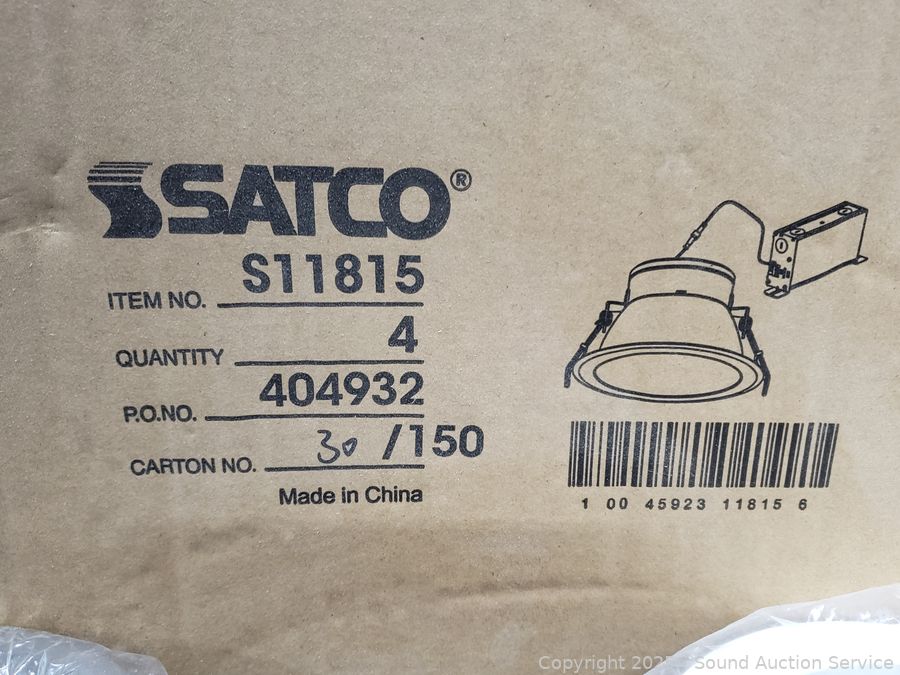 SATCO®
ITEM NO. S11815
QUANTITY 4
P.O.NO. 404932
CARTON NO. 30 /150
Made in China
1 00 45923 11815 6
Copyright Sound Auction Service